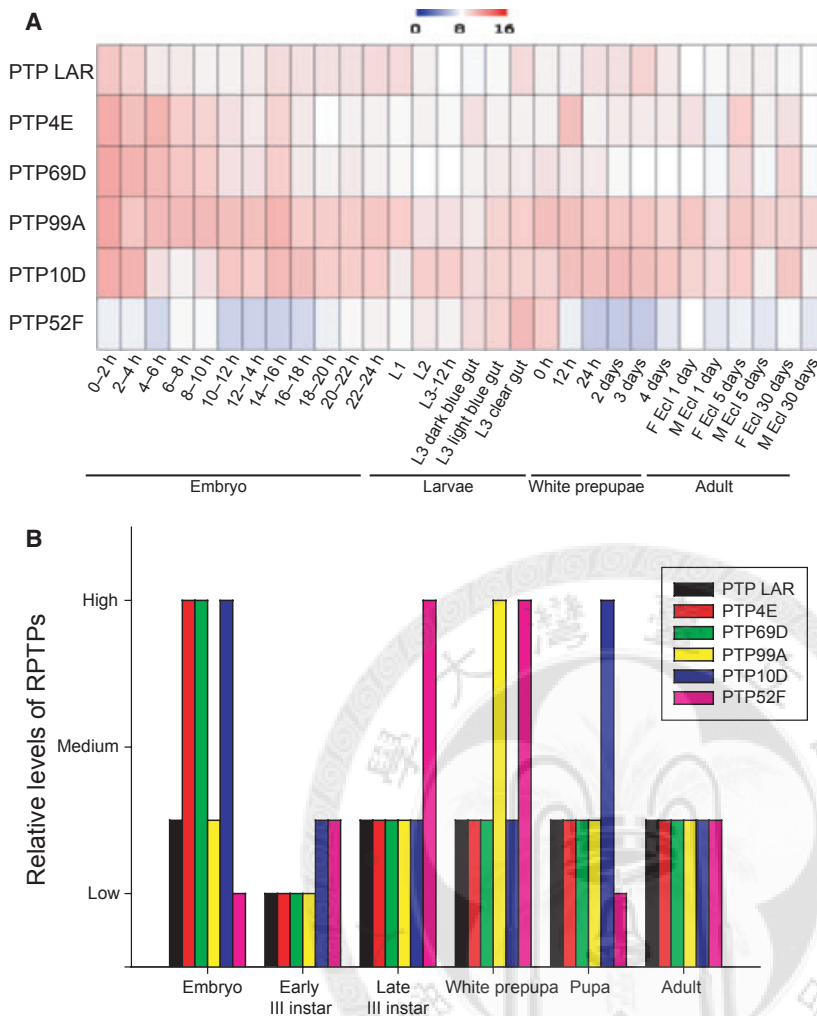 A
0 8 16
PTP LAR
PTP4E
PTP69D
PTP99A
PTP10D
PTP52F
0–2 h
2–4 h
4–6 h
6–8 h
8–10 h
10–12 h
12–14 h
14–16 h
16–18 h
18–20 h
20–22 h
22–24 h
L1
L2
L3-12h
L3 dark blue gut
L3 light blue gut
L3 clear gut
0 h
12 h
24 h
2 days
3 days
4 days
F Ecl 1 day
M Ecl 1 day
F Ecl 5 days
M Ecl 5 days
F Ecl 30 days
M Ecl 30 days
Embryo Larvae White prepupae Adult
B
Relative levels of RPTPs
High
Medium
Low
PTP LAR
PTP4E
PTP69D
PTP99A
PTP10D
PTP52F
Embryo Early III instar Late III instar White prepupa Pupa Adult
大 灣
學